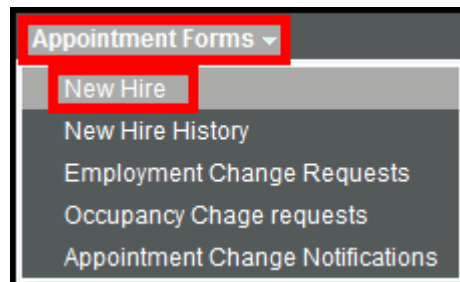 Appointment Forms
New Hire
New Hire History
Employment Change Requests
Occupancy Chage requests
Appointment Change Notifications